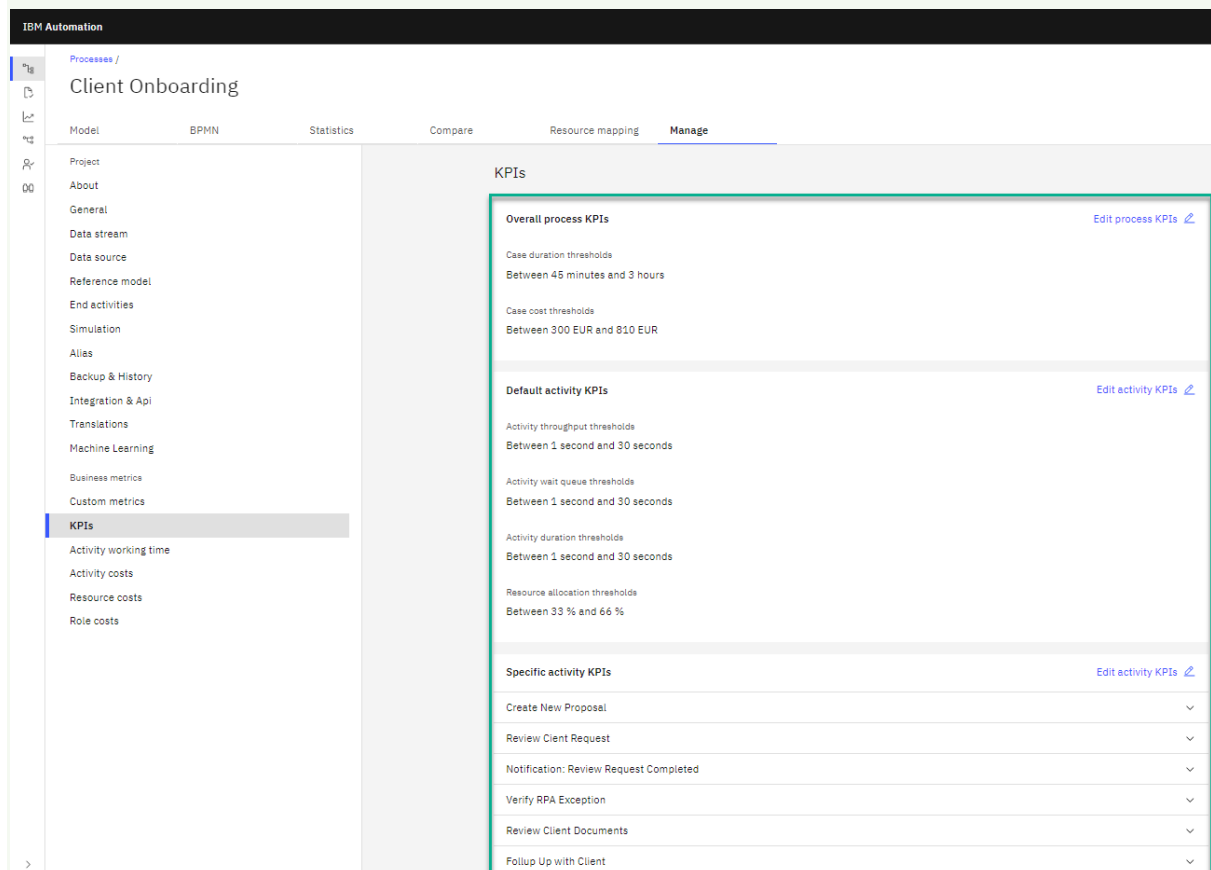 IBM Automation
Processes /
Client Onboarding
Model BPMN Statistics Compare Resource mapping Manage
Project
About
General
Data stream
Data source
Reference model
End activities
Simulation
Alias
Backup & History
Integration & Api
Translations
Machine Learning
Business metrics
Custom metrics
KPIs
Activity working time
Activity costs
Resource costs
Role costs
KPIs
Overall process KPIs Edit process KPIs
Case duration thresholds
Between 45 minutes and 3 hours
Case cost thresholds
Between 300 EUR and 810 EUR
Default activity KPIs Edit activity KPIs
Activity throughput thresholds
Between 1 second and 30 seconds
Activity wait queue thresholds
Between 1 second and 30 seconds
Activity duration thresholds
Between 1 second and 30 seconds
Resource allocation thresholds
Between 33 % and 66 %
Specific activity KPIs Edit activity KPIs
Create New Proposal
Review Cient Request
Notification: Review Request Completed
Verify RPA Exception
Review Client Documents
Follup Up with Client